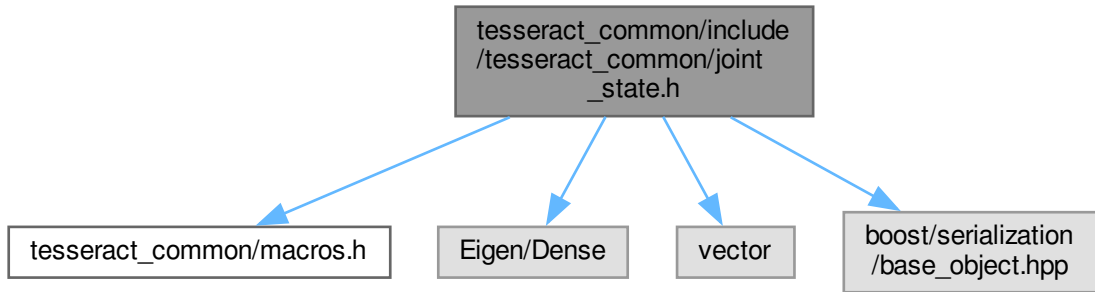 tesseract_common/include
/tesseract_common/joint
_state.h
tesseract_common/macros.h
Eigen/Dense
vector
boost/serialization
/base_object.hpp